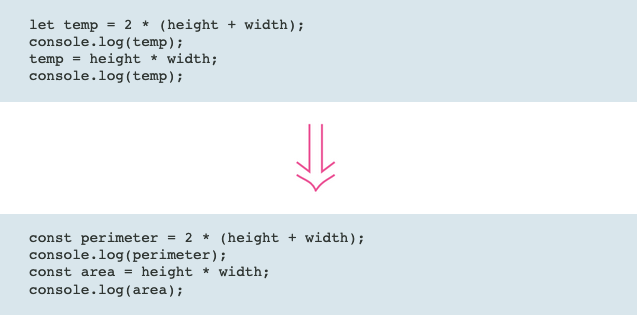 let temp = 2 * (height + width);
console.log(temp);
temp = height * width;
console.log(temp);
const perimeter = 2 * (height + width);
console.log(perimeter);
const area = height * width;
console.log(area);